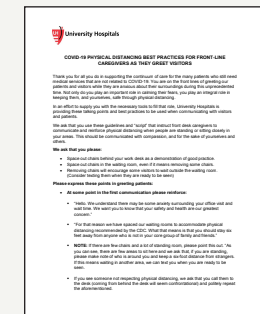 University Hospitals
COVID-19 PHYSICAL DISTANCING BEST PRACTICES FOR FRONT-LINE
CAREGIVERS AS THEY GREET VISITORS
Thank you for all you do in supporting the continuum of care for the many patients who still need
medical services that are not related to COVID-19. You are on the front lines of greeting our
patients and visitors while they are anxious about their surroundings during this unprecedented
time. Not only do you play an important role in calming their fears, you play an integral role in
keeping them, and yourselves, safe through physical distancing.
In an effort to supply you with the necessary tools to fill that role, University Hospitals is
providing these talking points and best practices to be used when communicating with visitors
and patients.
We ask that you use these guidelines and "script" that instruct front desk caregivers to
communicate and reinforce physical distancing when people are standing or sitting closely in
your areas. This should be communicated with compassion, and for the sake of yourselves and
others.
We ask that you please:
• Space out chairs behind your work desk as a demonstration of good practice.
• Space out chairs in the waiting room, even if it means removing some chairs.
• Removing chairs will encourage some visitors to wait outside the waiting room.
Consider texting them when they are ready to be seen)
Please express these points in greeting patients:
• At some point in the first communication please reinforce:
• "Hello. We understand there may be some anxiety surrounding your office visit and
wait time. We want you to know that your safety and health are our greatest
concern."
• "For that reason we have spaced our waiting rooms to accommodate physical
distancing recommended by the CDC. What that means is that you should stay six
feet away from anyone who is not in your core group of family and friends."
• NOTE: If there are few chairs and a lot of standing room, please point this out: "As
you can see, there are few areas to sit here and we ask that, if you are standing,
please make note of who is around you and keep a six-foot distance from strangers.
If this means waiting in another area, we can text you when you are ready to be
seen.
• If you see someone not respecting physical distancing, we ask that you call them to
the desk (coming from behind the desk will seem confrontational) and politely repeat
the aforementioned.